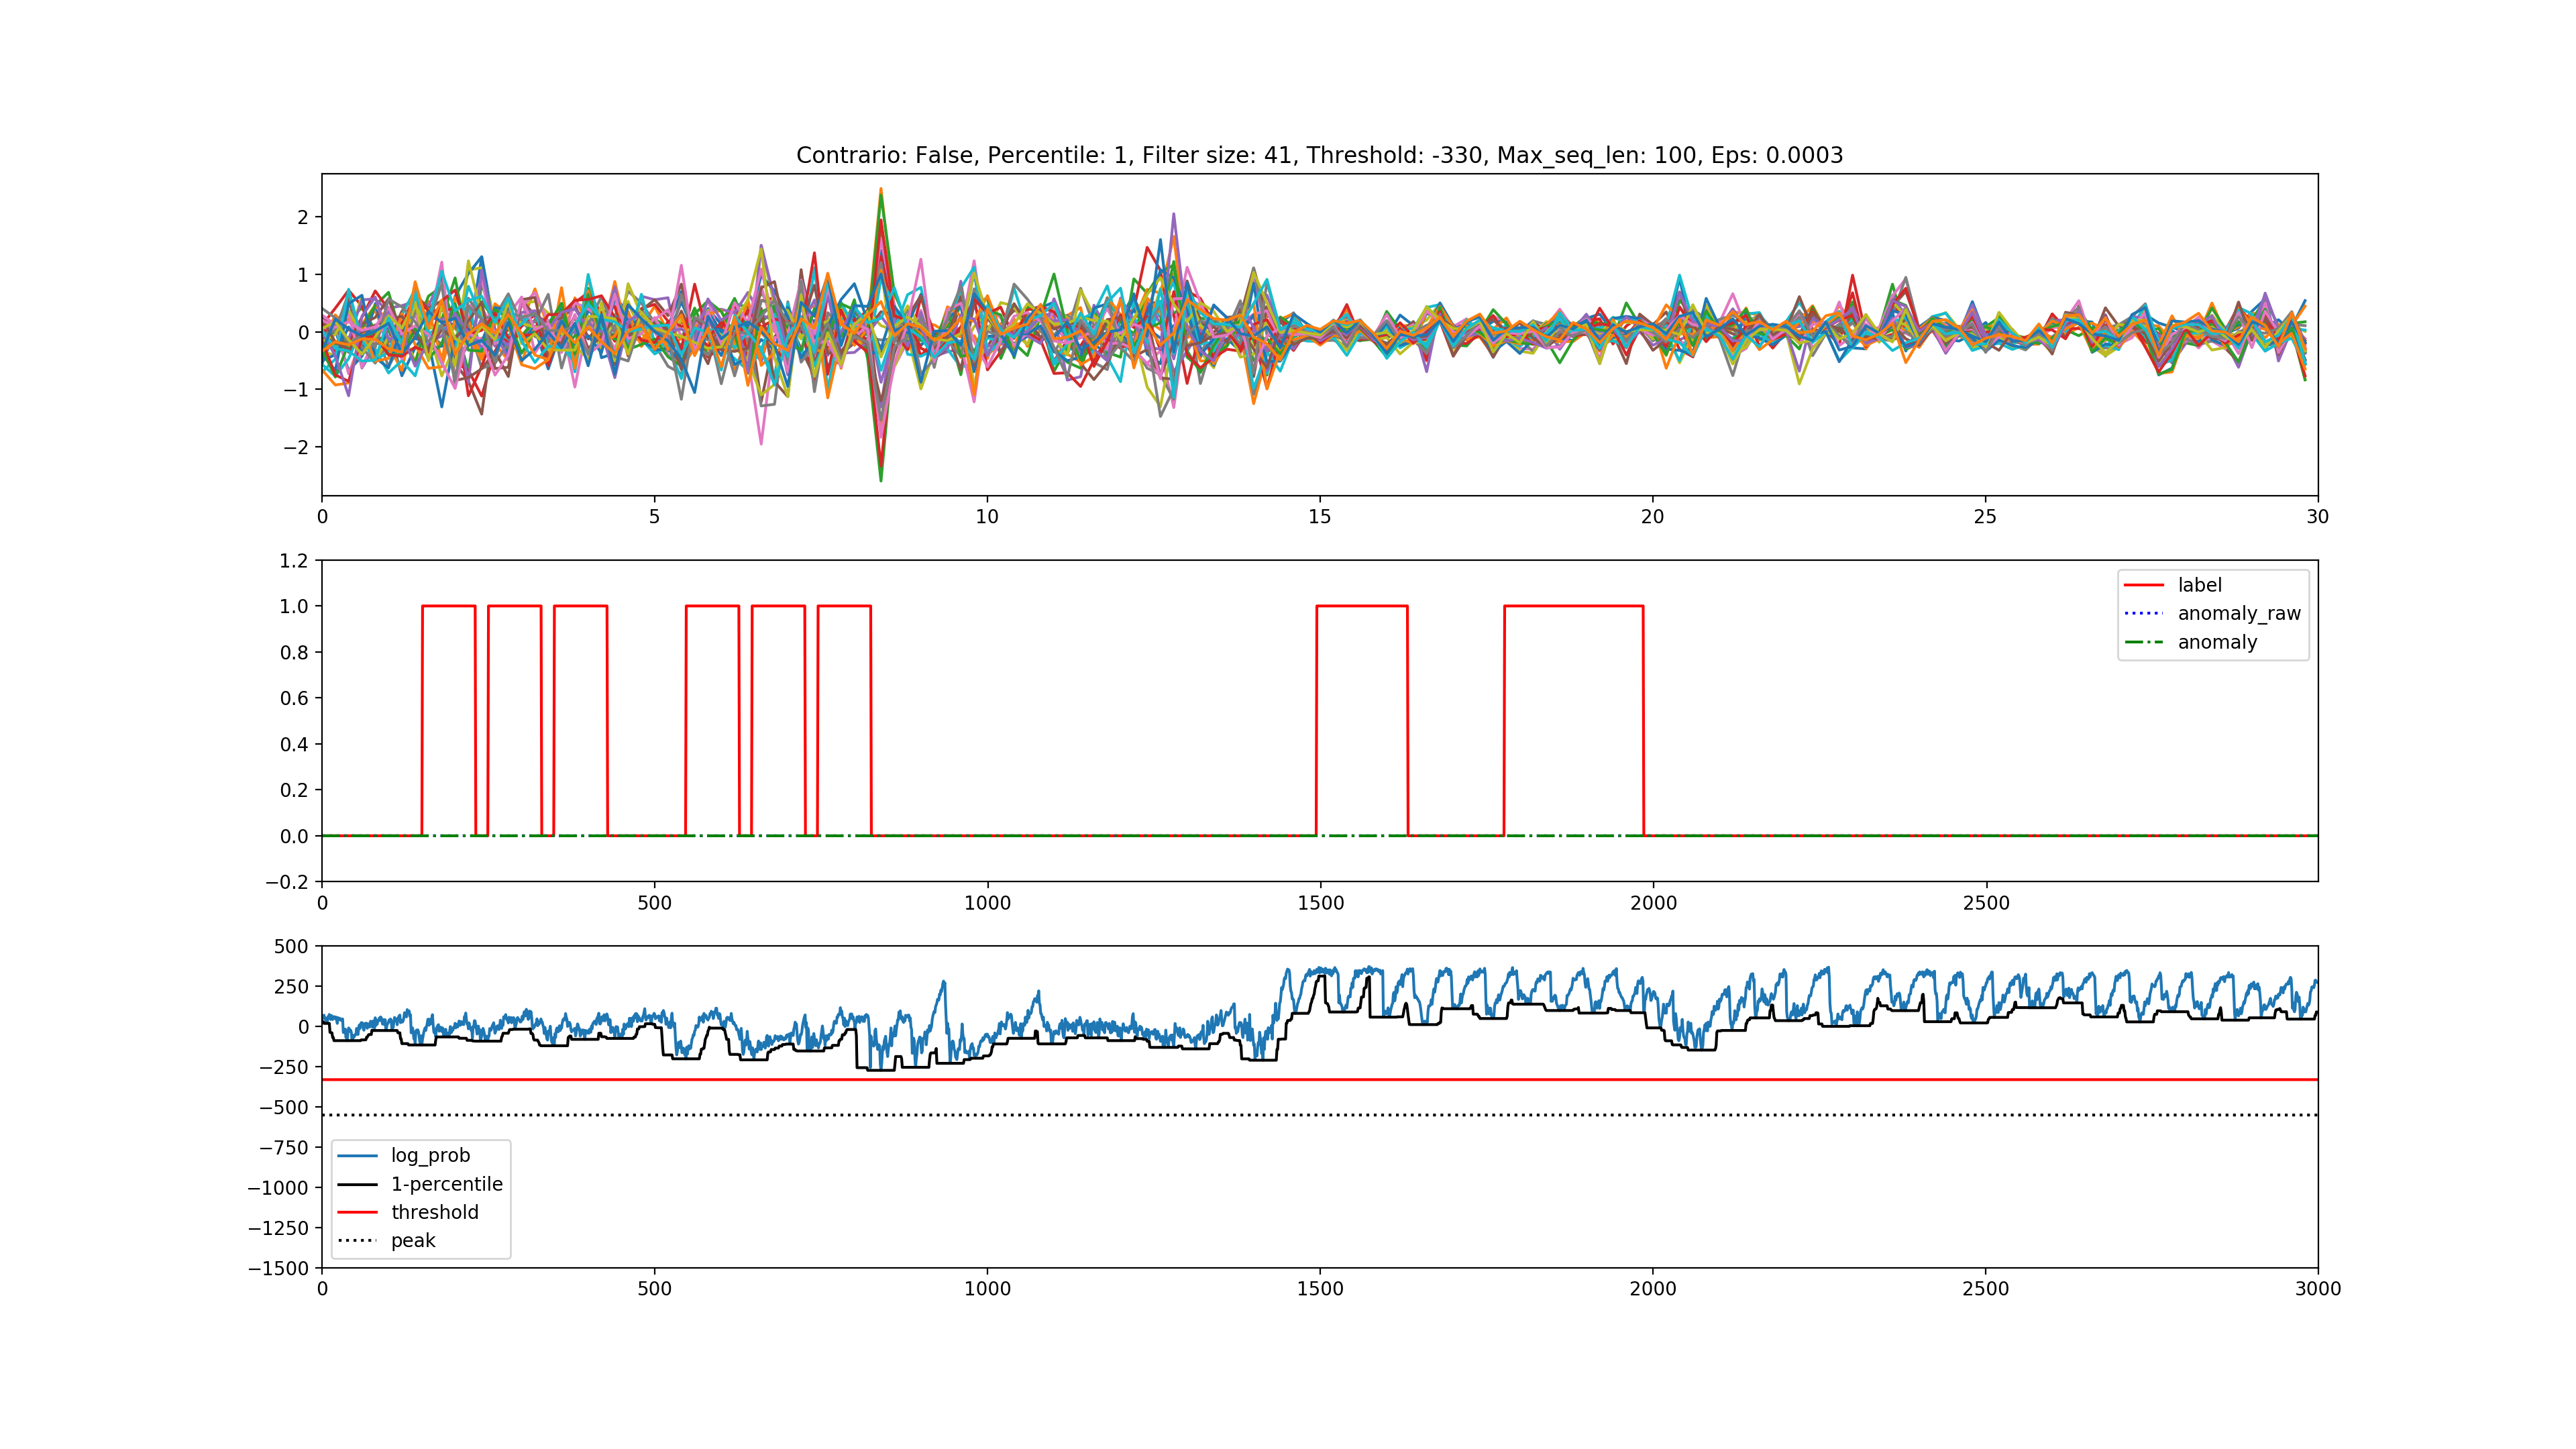 Contrario: False, Percentile: 1, Filter size: 41, Threshold: -330, Max_seq_len: 100, Eps: 0.0003
2
1
0
−1
−2
0 5 10 15 20 25 30
1.2
1.0
0.8
0.6
0.4
0.2
0.0
−0.2
label
anomaly_raw
anomaly
0 500 1000 1500 2000 2500
500
250
0
−250
−500
−750
−1000
−1250
−1500
log_prob
1-percentile
threshold
peak
0 500 1000 1500 2000 2500 3000